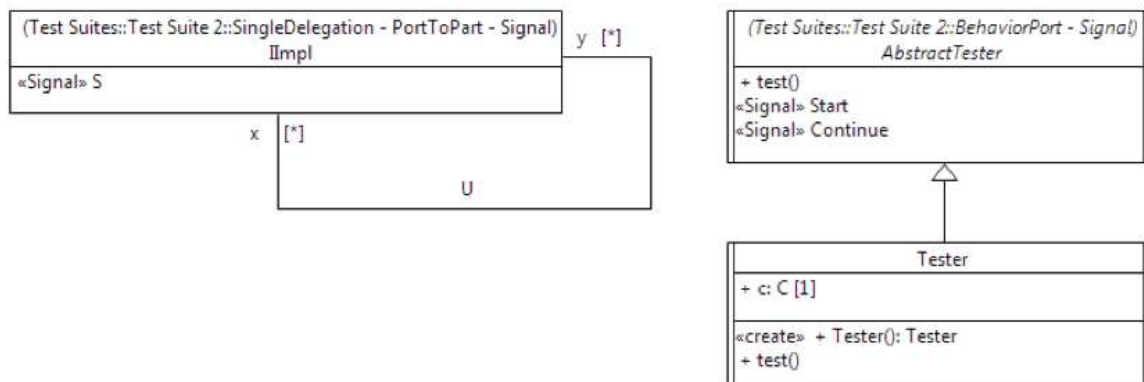 (Test Suites::Test Suite 2::SingleDelegation - PortToPart - Signal)
IImpl
«Signal» S
y [*]
x [*]
U
(Test Suites::Test Suite 2::BehaviorPort - Signal)
AbstractTester
+ test()
«Signal» Start
«Signal» Continue
Tester
+ c: C [1]
«create» + Tester(): Tester
+ test()